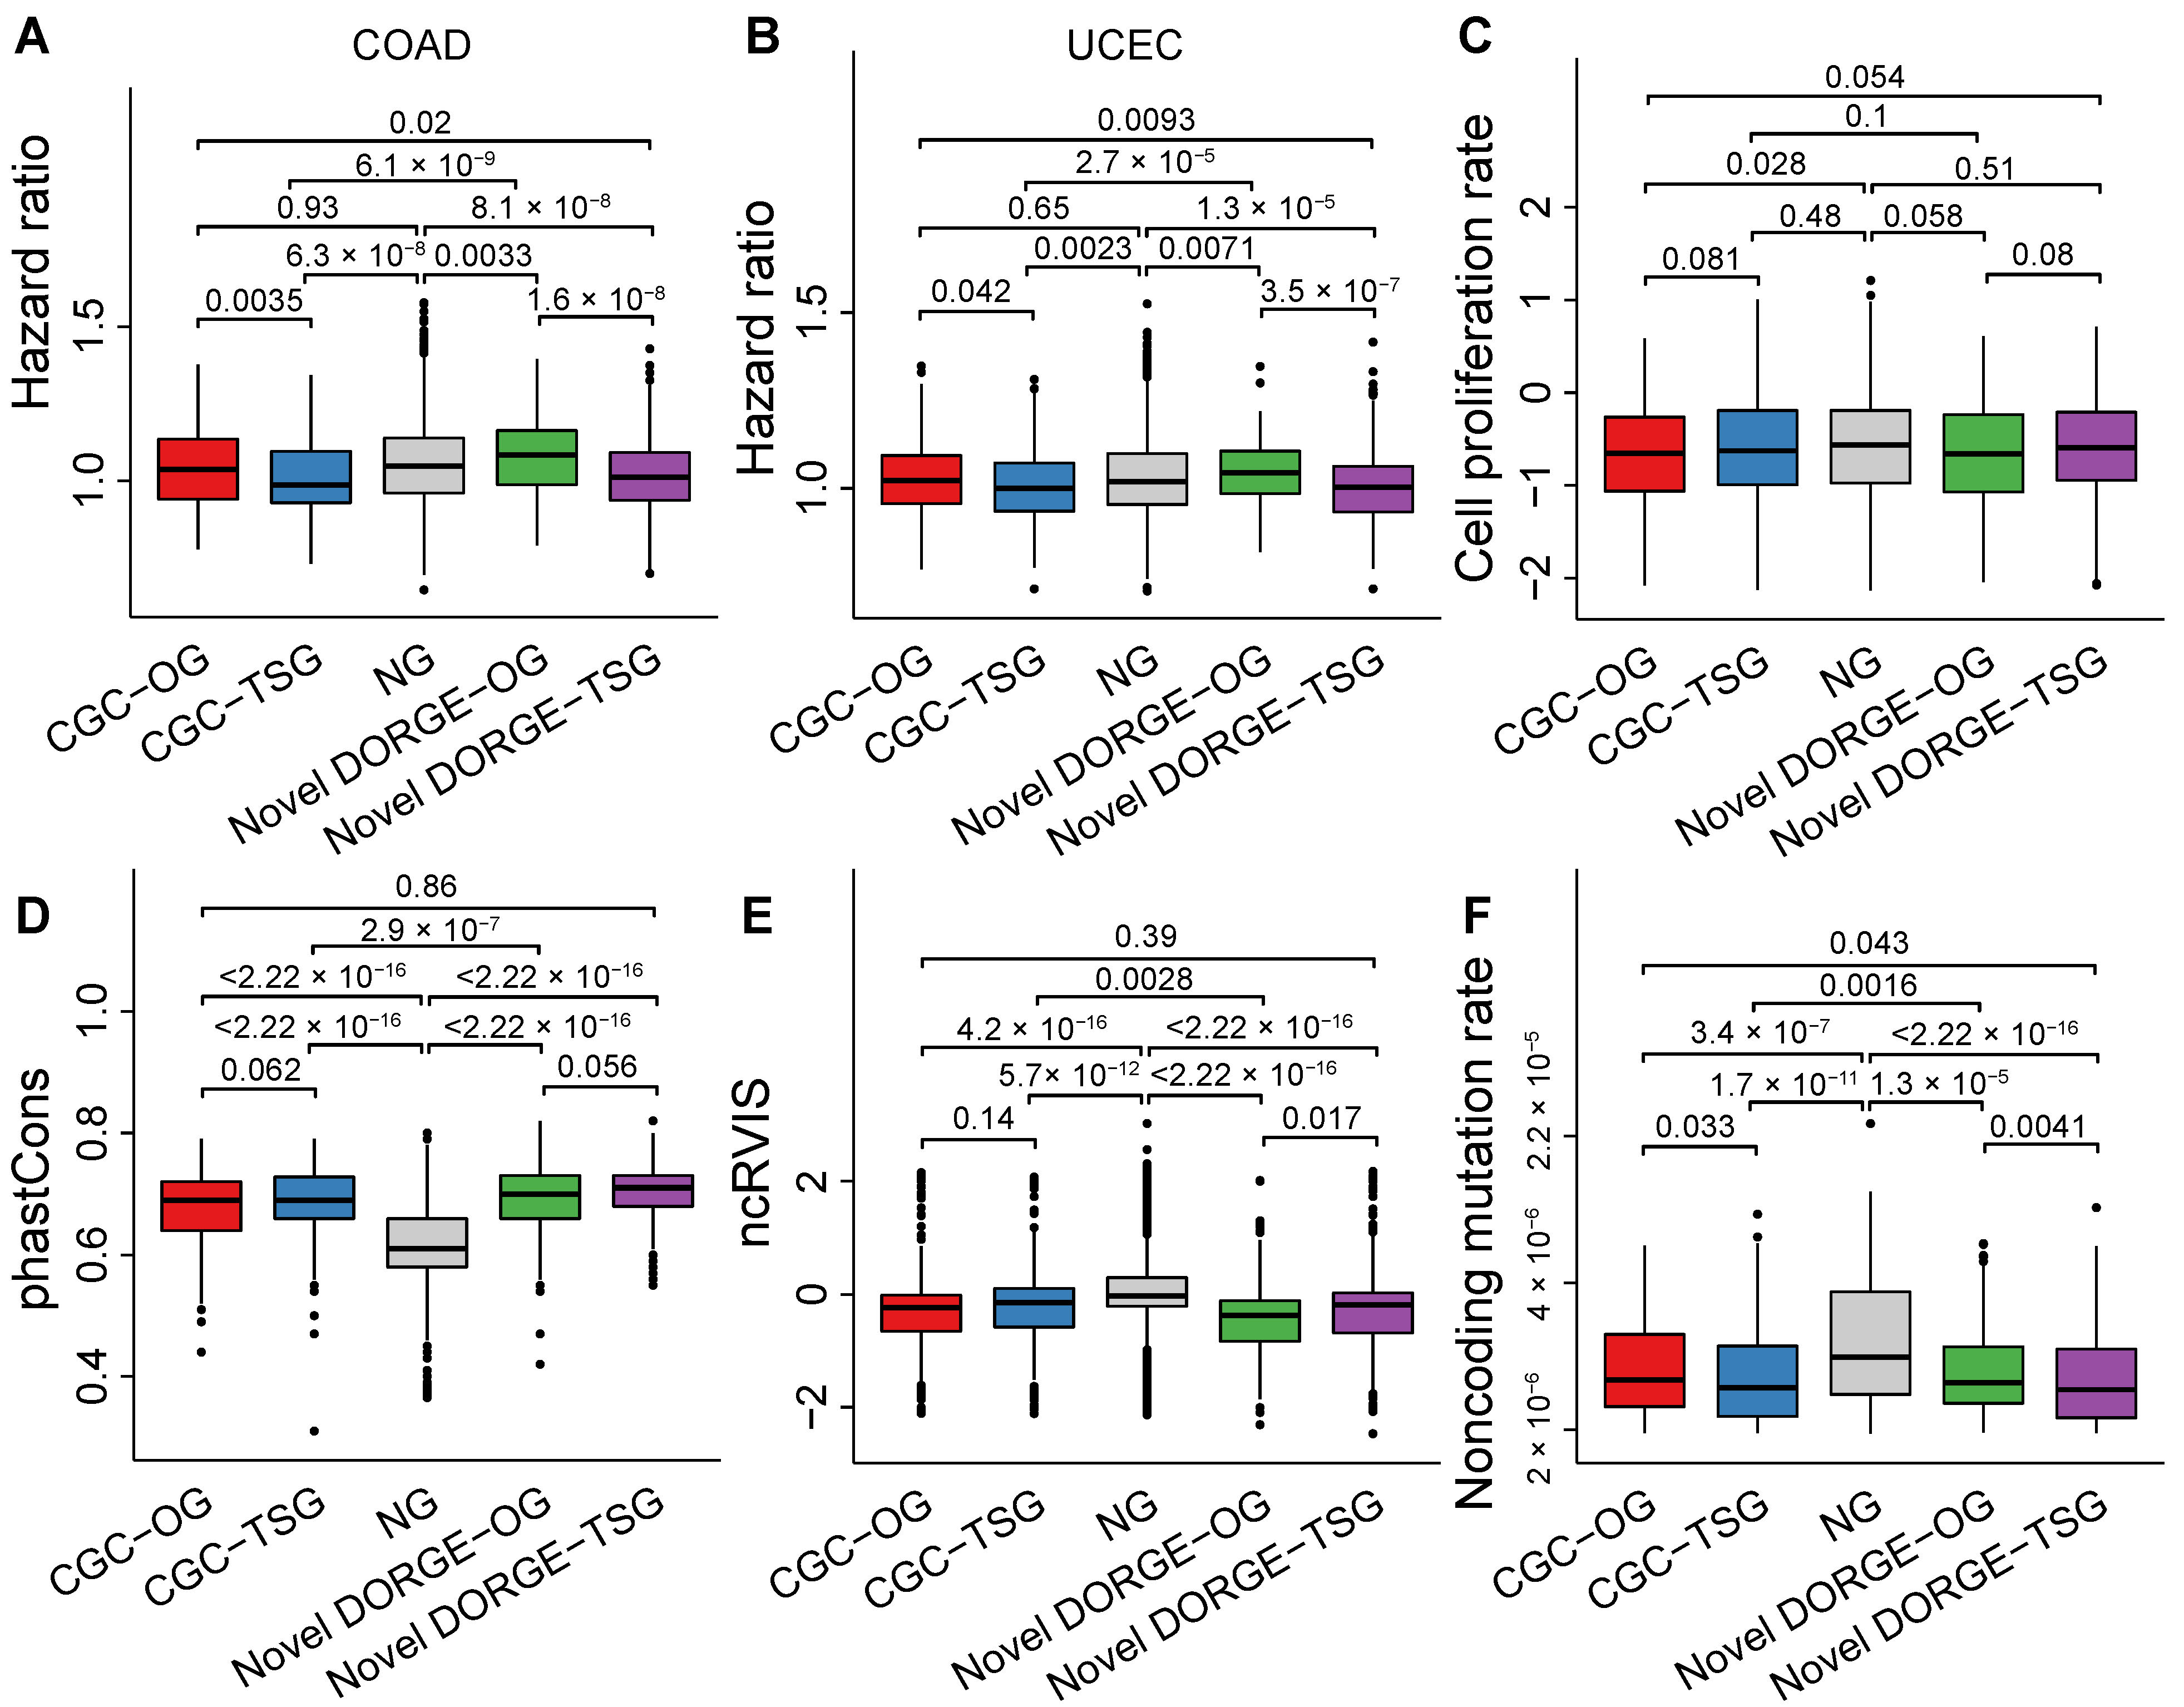 A
COAD
Hazard ratio
1.5
1.0
0.02
6.1 × 10⁻⁹
0.93
8.1 × 10⁻⁸
6.3 × 10⁻⁸
0.0033
0.0035
1.6 × 10⁻⁸
CGC−OG
CGC−TSG
NG
Novel DORGE−OG
Novel DORGE−TSG
B
UCEC
Hazard ratio
1.5
1.0
0.0093
2.7 × 10⁻⁵
0.65
1.3 × 10⁻⁵
0.0023
0.0071
0.042
3.5 × 10⁻⁷
CGC−OG
CGC−TSG
NG
Novel DORGE−OG
Novel DORGE−TSG
C
Cell proliferation rate
2
1
0
−1
−2
0.054
0.1
0.028
0.51
0.48
0.058
0.081
0.08
CGC−OG
CGC−TSG
NG
Novel DORGE−OG
Novel DORGE−TSG
D
phastCons
1.0
0.8
0.6
0.4
0.86
2.9 × 10⁻⁷
<2.22 × 10⁻¹⁶
<2.22 × 10⁻¹⁶
<2.22 × 10⁻¹⁶
<2.22 × 10⁻¹⁶
0.062
0.056
CGC−OG
CGC−TSG
NG
Novel DORGE−OG
Novel DORGE−TSG
E
ncRVIS
2
0
−2
0.39
0.0028
4.2 × 10⁻¹⁶
<2.22 × 10⁻¹⁶
5.7× 10⁻¹²
<2.22 × 10⁻¹⁶
0.14
0.017
CGC−OG
CGC−TSG
NG
Novel DORGE−OG
Novel DORGE−TSG
F
Noncoding mutation rate
2.2 × 10⁻⁵
4 × 10⁻⁶
2 × 10⁻⁶
0.043
0.0016
3.4 × 10⁻⁷
<2.22 × 10⁻¹⁶
1.7 × 10⁻¹¹
1.3 × 10⁻⁵
0.033
0.0041
CGC−OG
CGC−TSG
NG
Novel DORGE−OG
Novel DORGE−TSG